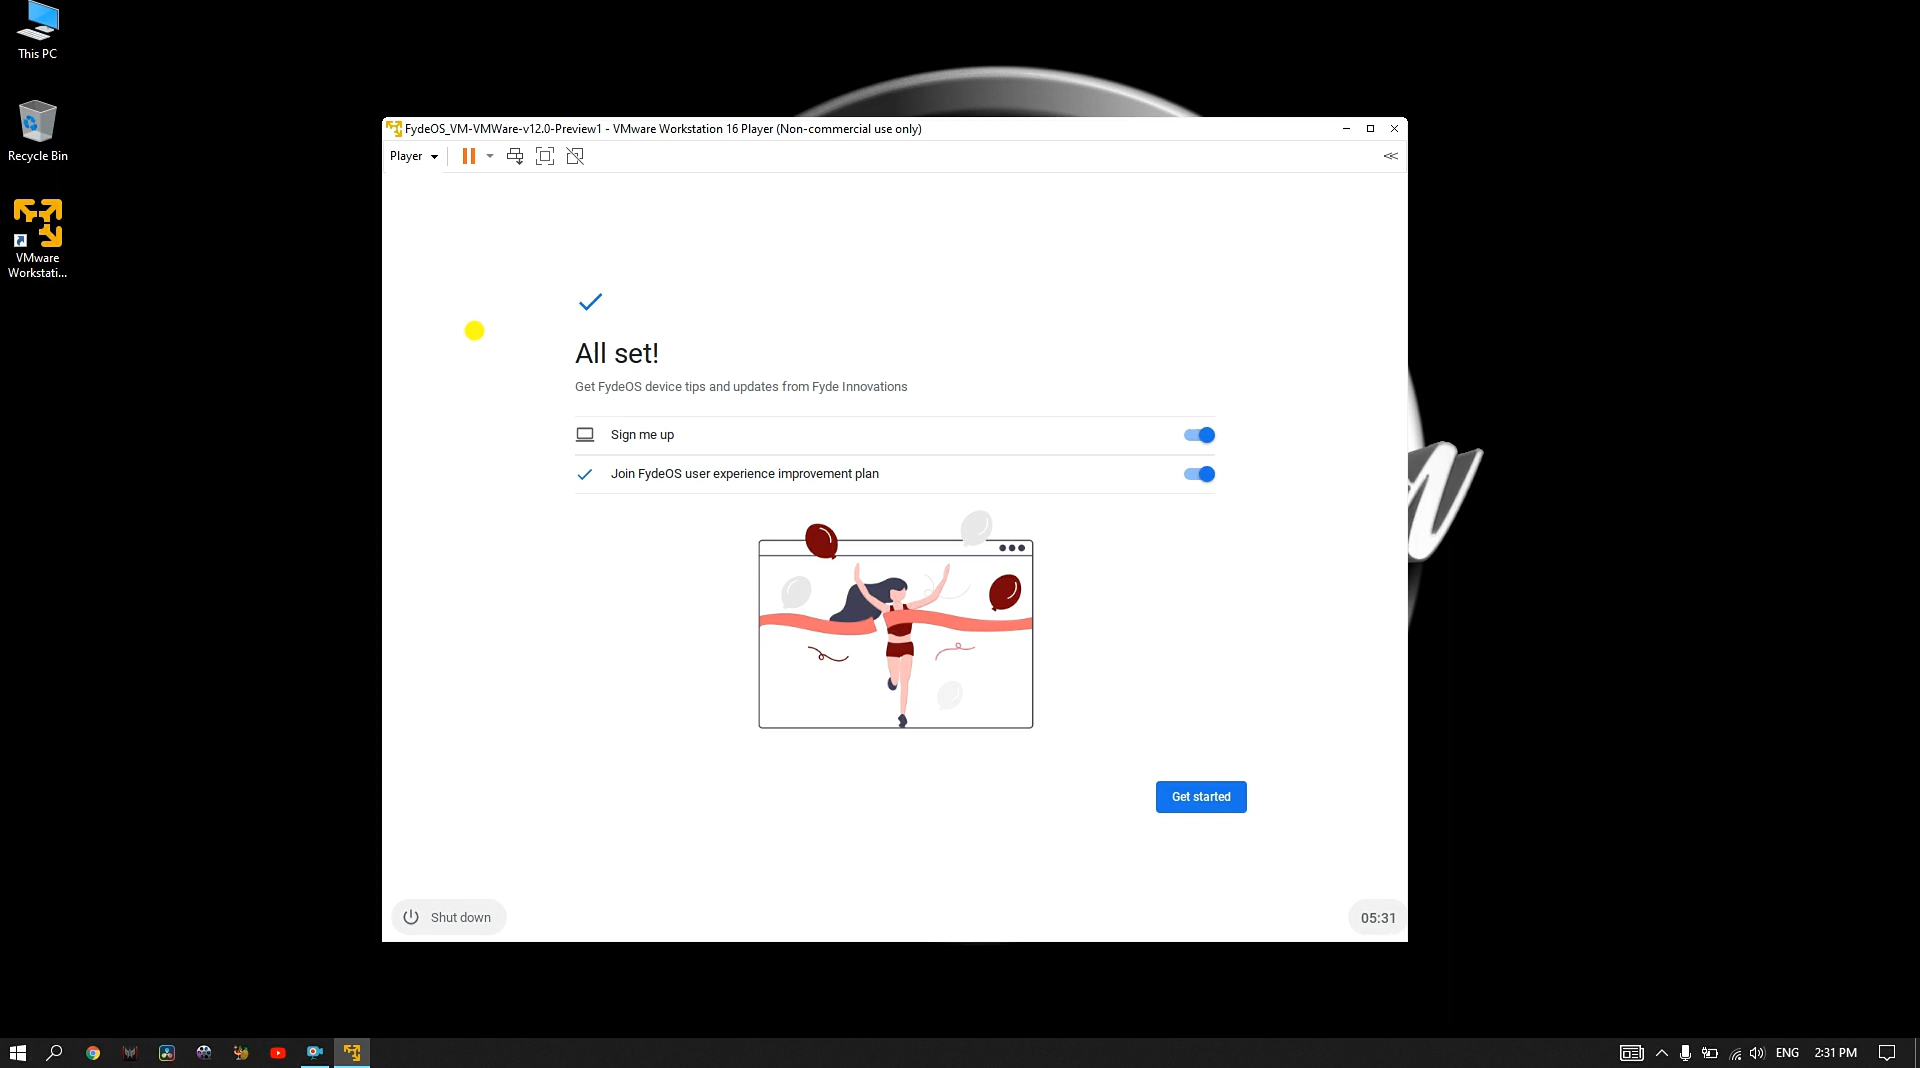 This PC
Recycle Bin
VMware
Workstati...
FydeOS_VM-VMWare-v12.0-Preview1 - VMware Workstation 16 Player (Non-commercial use only)
Player
All set!
Get FydeOS device tips and updates from Fyde Innovations
Sign me up
Join FydeOS user experience improvement plan
Get started
Shut down
05:31
ENG
2:31 PM